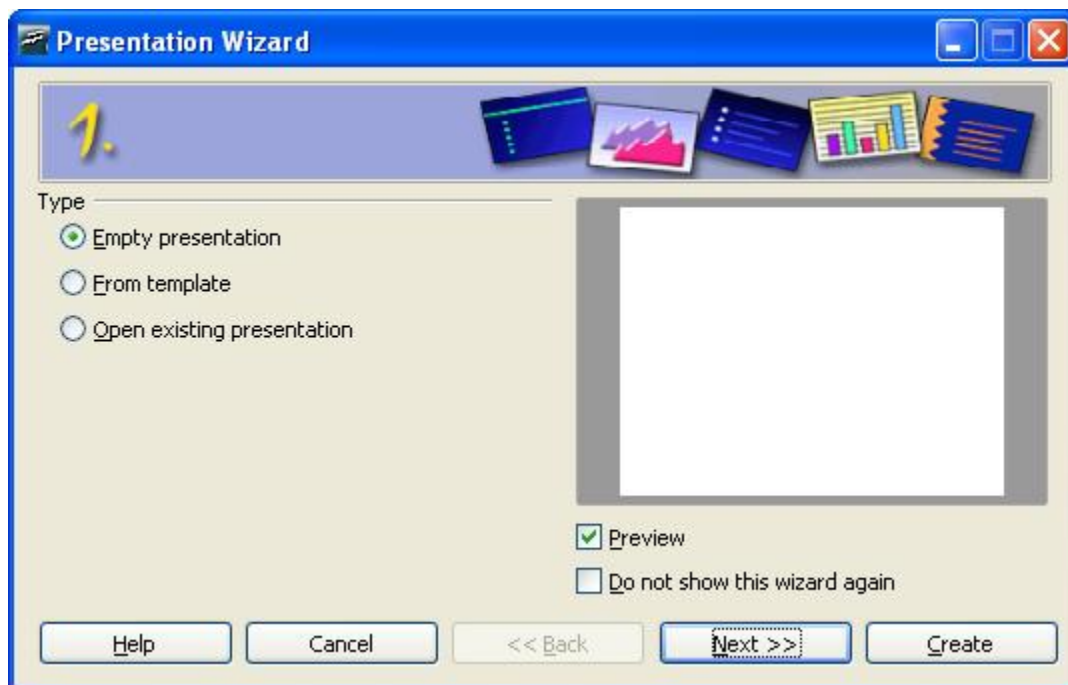 Presentation Wizard
1.
Type
Empty presentation
From template
Open existing presentation
Preview
Do not show this wizard again
Help Cancel << Back Next >> Create